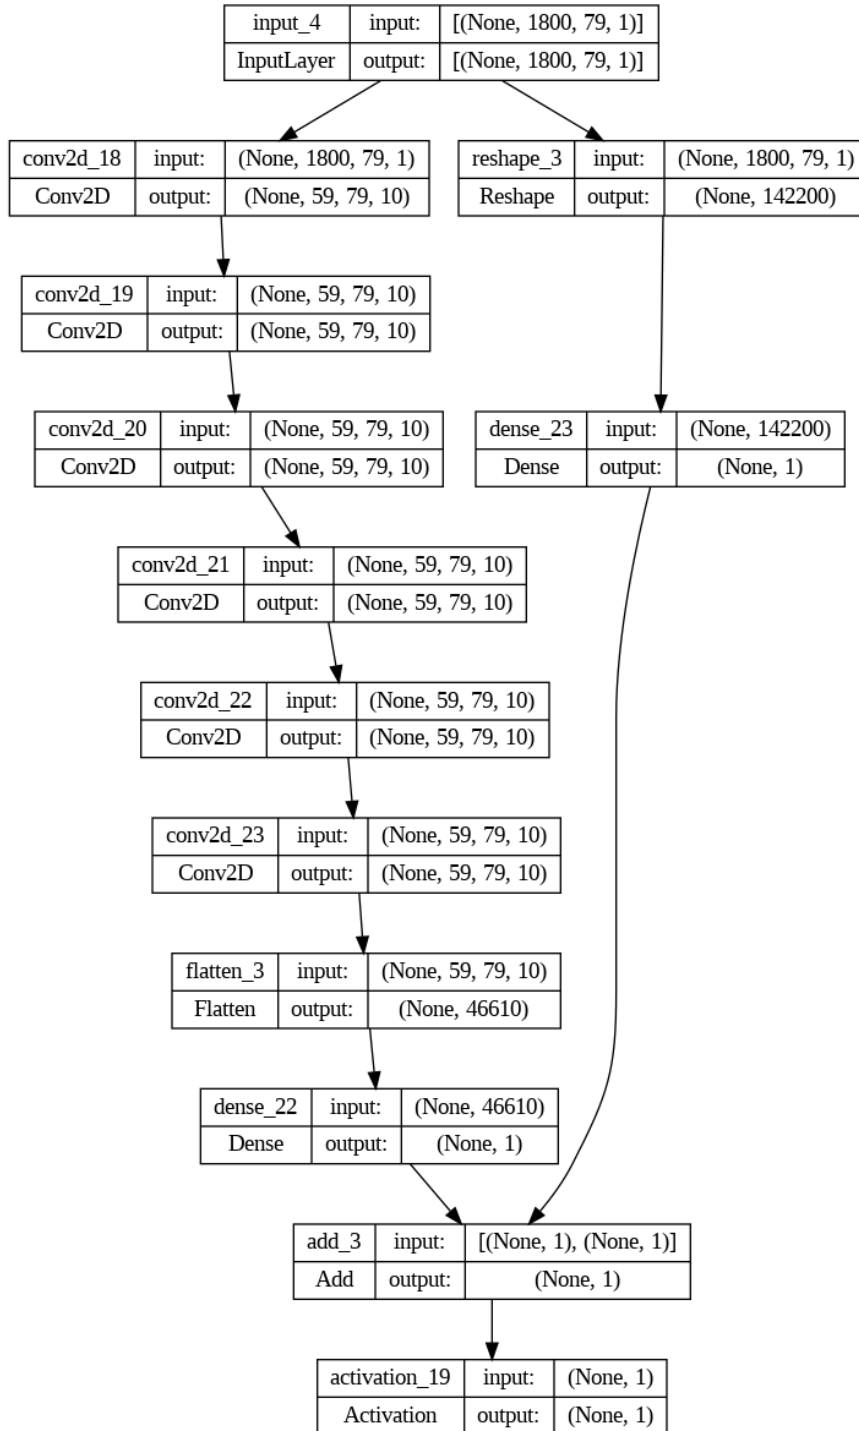 input_4 input: [(None, 1800, 79, 1)]
InputLayer output: [(None, 1800, 79, 1)]
conv2d_18 input: (None, 1800, 79, 1)
Conv2D output: (None, 59, 79, 10)
reshape_3 input: (None, 1800, 79, 1)
Reshape output: (None, 142200)
conv2d_19 input: (None, 59, 79, 10)
Conv2D output: (None, 59, 79, 10)
conv2d_20 input: (None, 59, 79, 10)
Conv2D output: (None, 59, 79, 10)
dense_23 input: (None, 142200)
Dense output: (None, 1)
conv2d_21 input: (None, 59, 79, 10)
Conv2D output: (None, 59, 79, 10)
conv2d_22 input: (None, 59, 79, 10)
Conv2D output: (None, 59, 79, 10)
conv2d_23 input: (None, 59, 79, 10)
Conv2D output: (None, 59, 79, 10)
flatten_3 input: (None, 59, 79, 10)
Flatten output: (None, 46610)
dense_22 input: (None, 46610)
Dense output: (None, 1)
add_3 input: [(None, 1), (None, 1)]
Add output: (None, 1)
activation_19 input: (None, 1)
Activation output: (None, 1)